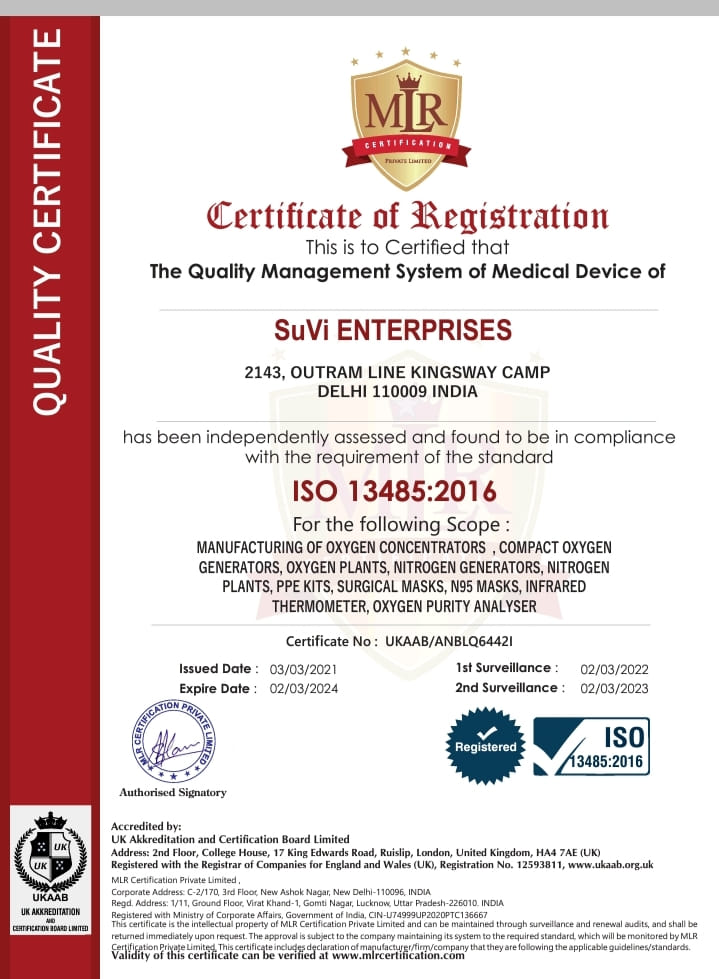 QUALITY CERTIFICATE
MLR
CERTIFICATION
PRIVATE LIMITED
Certificate of Registration
This is to Certified that
The Quality Management System of Medical Device of
SuVi ENTERPRISES
2143, OUTRAM LINE KINGSWAY CAMP
DELHI 110009 INDIA
has been independently assessed and found to be in compliance
with the requirement of the standard
ISO 13485:2016
For the following Scope :
MANUFACTURING OF OXYGEN CONCENTRATORS , COMPACT OXYGEN
GENERATORS, OXYGEN PLANTS, NITROGEN GENERATORS, NITROGEN
PLANTS, PPE KITS, SURGICAL MASKS, N95 MASKS, INFRARED
THERMOMETER, OXYGEN PURITY ANALYSER
Certificate No : UKAAB/ANBLQ6442I
Issued Date : 03/03/2021
1st Surveillance : 02/03/2022
Expire Date : 02/03/2024
2nd Surveillance : 02/03/2023
MLR CERTIFICATION PRIVATE LIMITED
Authorised Signatory
Registered
ISO
13485:2016
UK
UK
UKAAB
UK AKKREDITATION
AND
CERTIFICATION BOARD LIMITED
Accredited by:
UK Akkreditation and Certification Board Limited
Address: 2nd Floor, College House, 17 King Edwards Road, Ruislip, London, United Kingdom, HA4 7AE (UK)
Registered with the Registrar of Companies for England and Wales (UK), Registration No. 12593811, www.ukaab.org.uk
MLR Certification Private Limited ,
Corporate Address: C-2/170, 3rd Floor, New Ashok Nagar, New Delhi-110096, INDIA
Regd. Address: 1/11, Ground Floor, Virat Khand-1, Gomti Nagar, Lucknow, Uttar Pradesh-226010. INDIA
Registered with Ministry of Corporate Affairs, Government of India, CIN-U74999UP2020PTC136667
This certificate is the intellectual property of MLR Certification Private Limited and can be maintained through surveillance and renewal audits, and shall be
returned immediately upon request. The approval is subject to the company maintaining its system to the required standard, which will be monitored by MLR
Certification Private Limited, This certificate includes declaration of manufacturer/firm/company that they are following the applicable guidelines/standards.
Validity of this certificate can be verified at www.mlrcertification.com